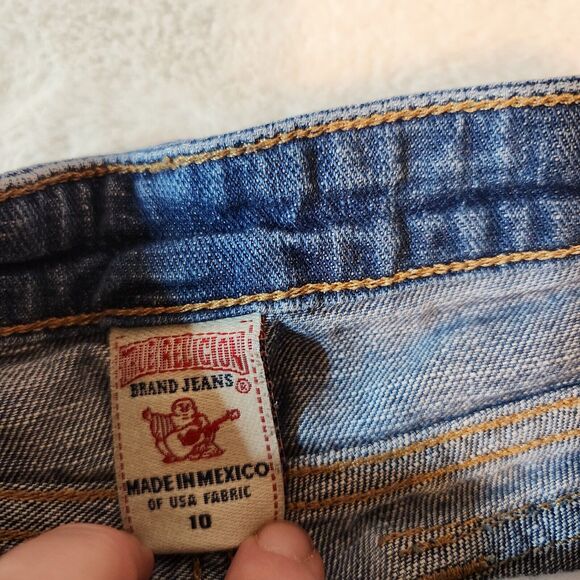 TRUE RELIGION
BRAND JEANS ®
MADE IN MEXICO
OF USA FABRIC
10